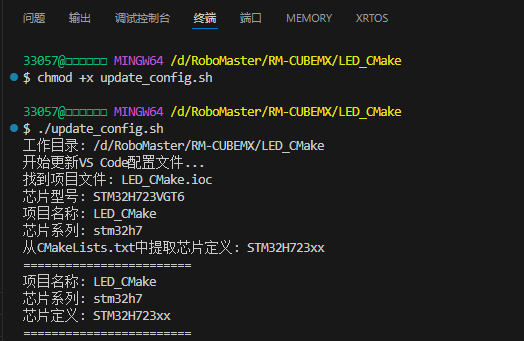 问题 输出 调试控制台 终端 端口 MEMORY XRTOS
33057@□□□□□□ MINGW64 /d/RoboMaster/RM-CUBEMX/LED_CMake
$ chmod +x update_config.sh
33057@□□□□□□ MINGW64 /d/RoboMaster/RM-CUBEMX/LED_CMake
$ ./update_config.sh
工作目录: /d/RoboMaster/RM-CUBEMX/LED_CMake
开始更新VS Code配置文件...
找到项目文件: LED_CMake.ioc
芯片型号: STM32H723VGT6
项目名称: LED_CMake
芯片系列: stm32h7
从CMakeLists.txt中提取芯片定义: STM32H723xx
========================
项目名称: LED_CMake
芯片系列: stm32h7
芯片定义: STM32H723xx
========================